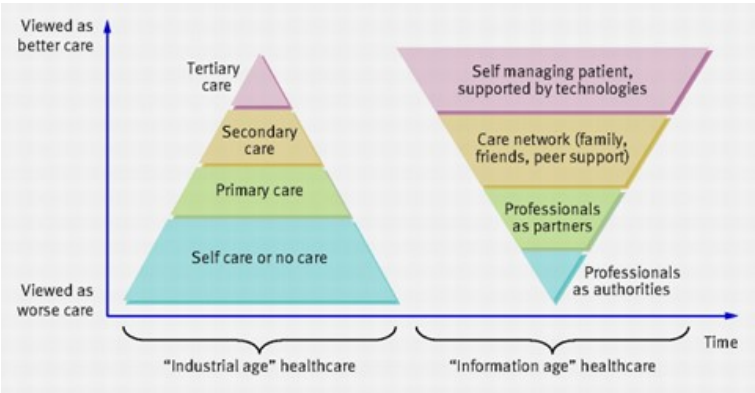 Viewed as
better care
Tertiary
care
Secondary
care
Primary care
Self care or no care
Viewed as
worse care
Self managing patient,
supported by technologies
Care network (family,
friends, peer support)
Professionals
as partners
Professionals
as authorities
Time
“Industrial age” healthcare
“Information age” healthcare